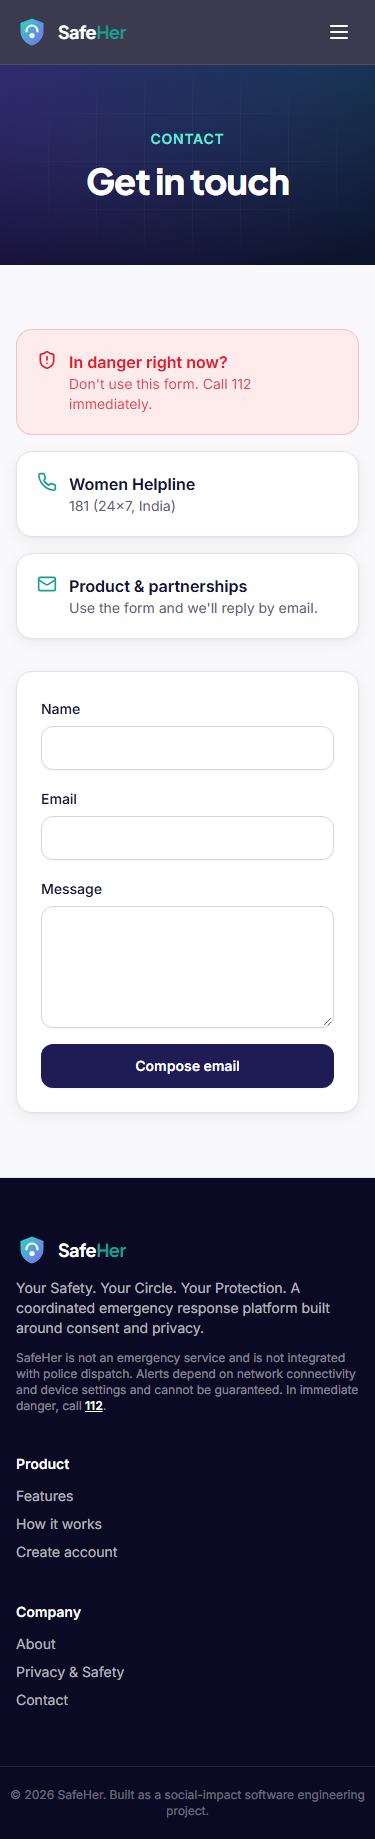 SafeHer
CONTACT
Get in touch
In danger right now?
Don't use this form. Call 112
immediately.
Women Helpline
181 (24×7, India)
Product & partnerships
Use the form and we'll reply by email.
Name
Email
Message
Compose email
SafeHer
Your Safety. Your Circle. Your Protection. A
coordinated emergency response platform built
around consent and privacy.
SafeHer is not an emergency service and is not integrated
with police dispatch. Alerts depend on network connectivity
and device settings and cannot be guaranteed. In immediate
danger, call 112.
Product
Features
How it works
Create account
Company
About
Privacy & Safety
Contact
© 2026 SafeHer. Built as a social-impact software engineering
project.